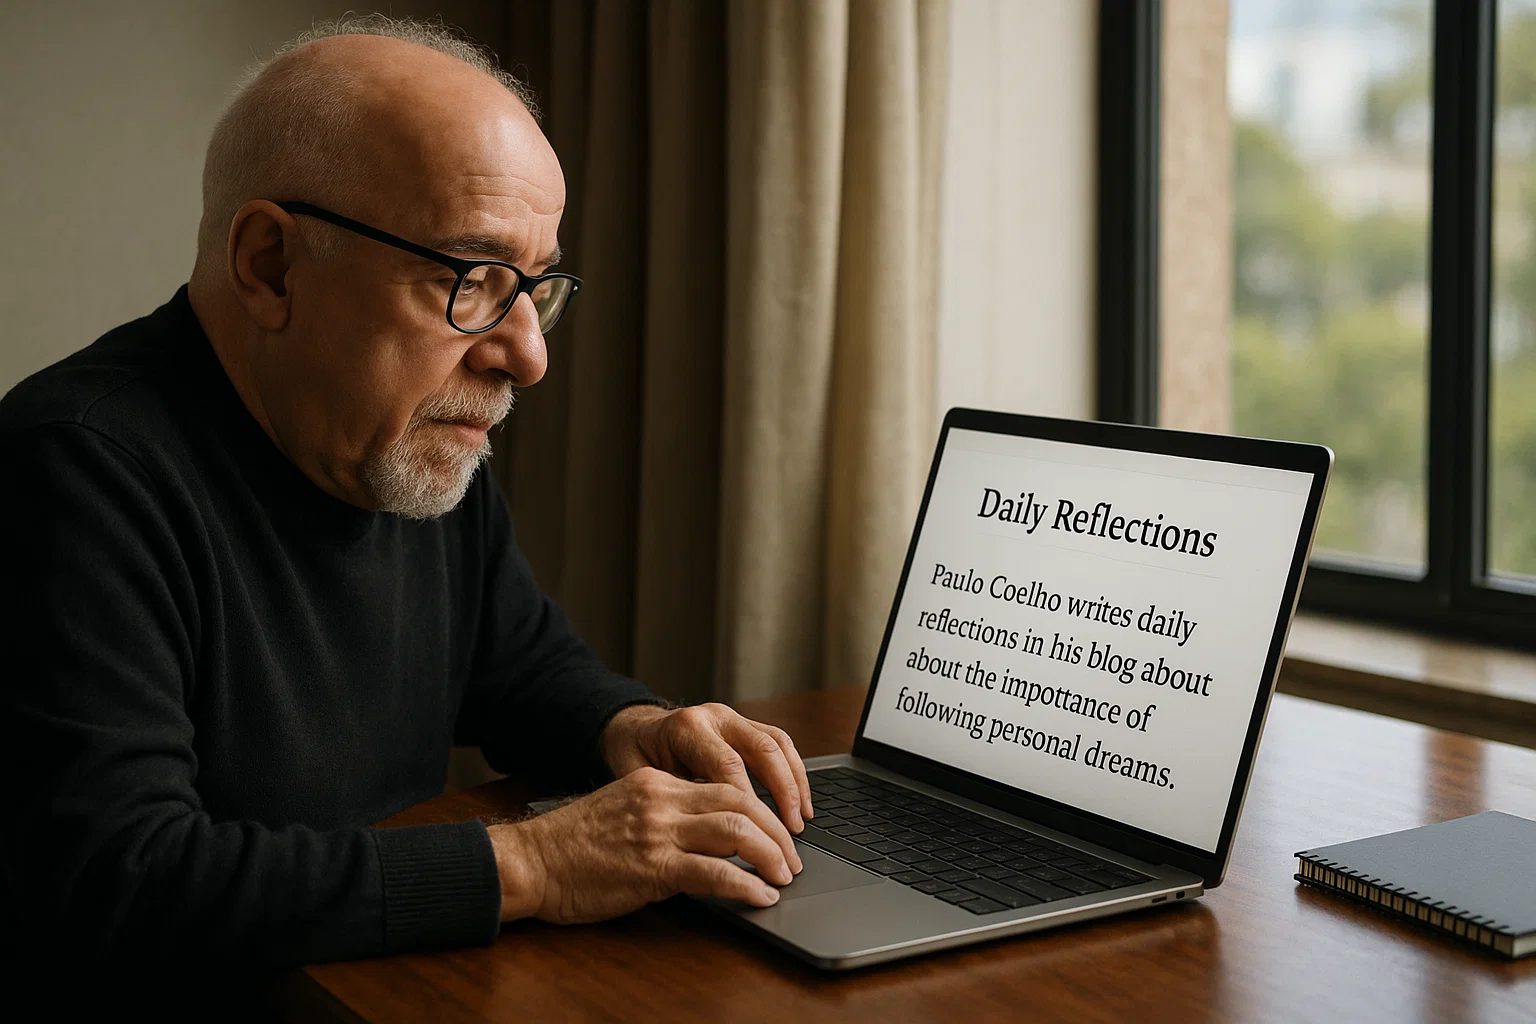 Daily Reflections
Paulo Coelho writes daily
reflections in his blog about
about the impottance of
following personal dreams.